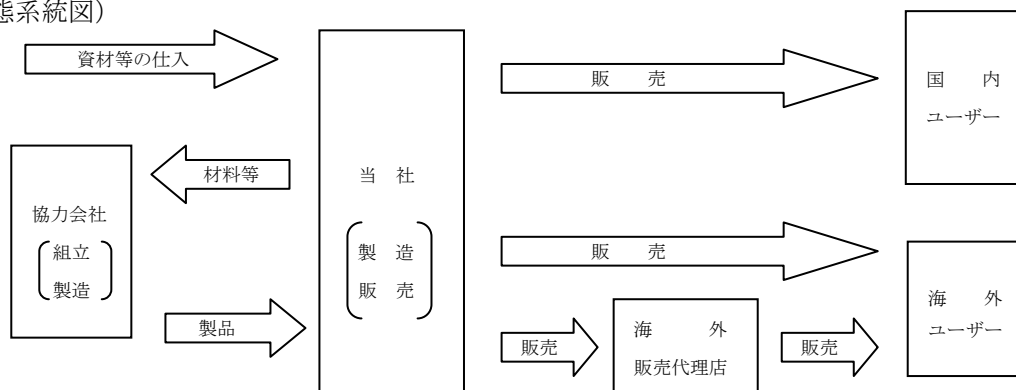 態系統図）
資材等の仕入
販　売
国　内
ユーザー
材料等
当　社
協力会社
組立
製造
製　造
販　売
販　売
海　外
ユーザー
製品
販売
海　外
販売代理店
販売